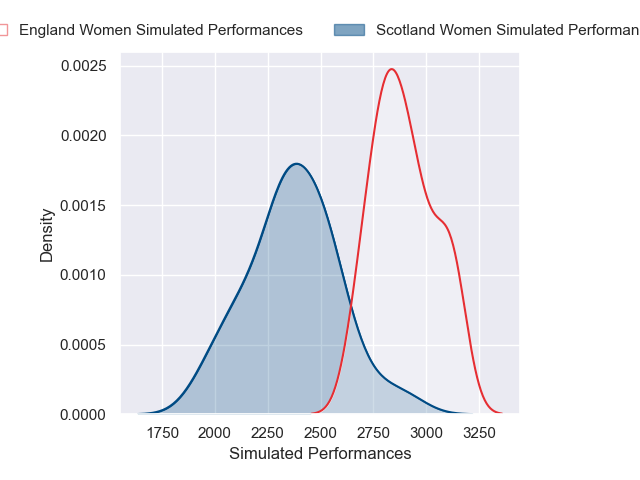 England Women Simulated Performances
Scotland Women Simulated Performan
0.0025
0.0020
0.0015
0.0010
0.0005
0.0000
Density
1750 2000 2250 2500 2750 3000 3250
Simulated Performances